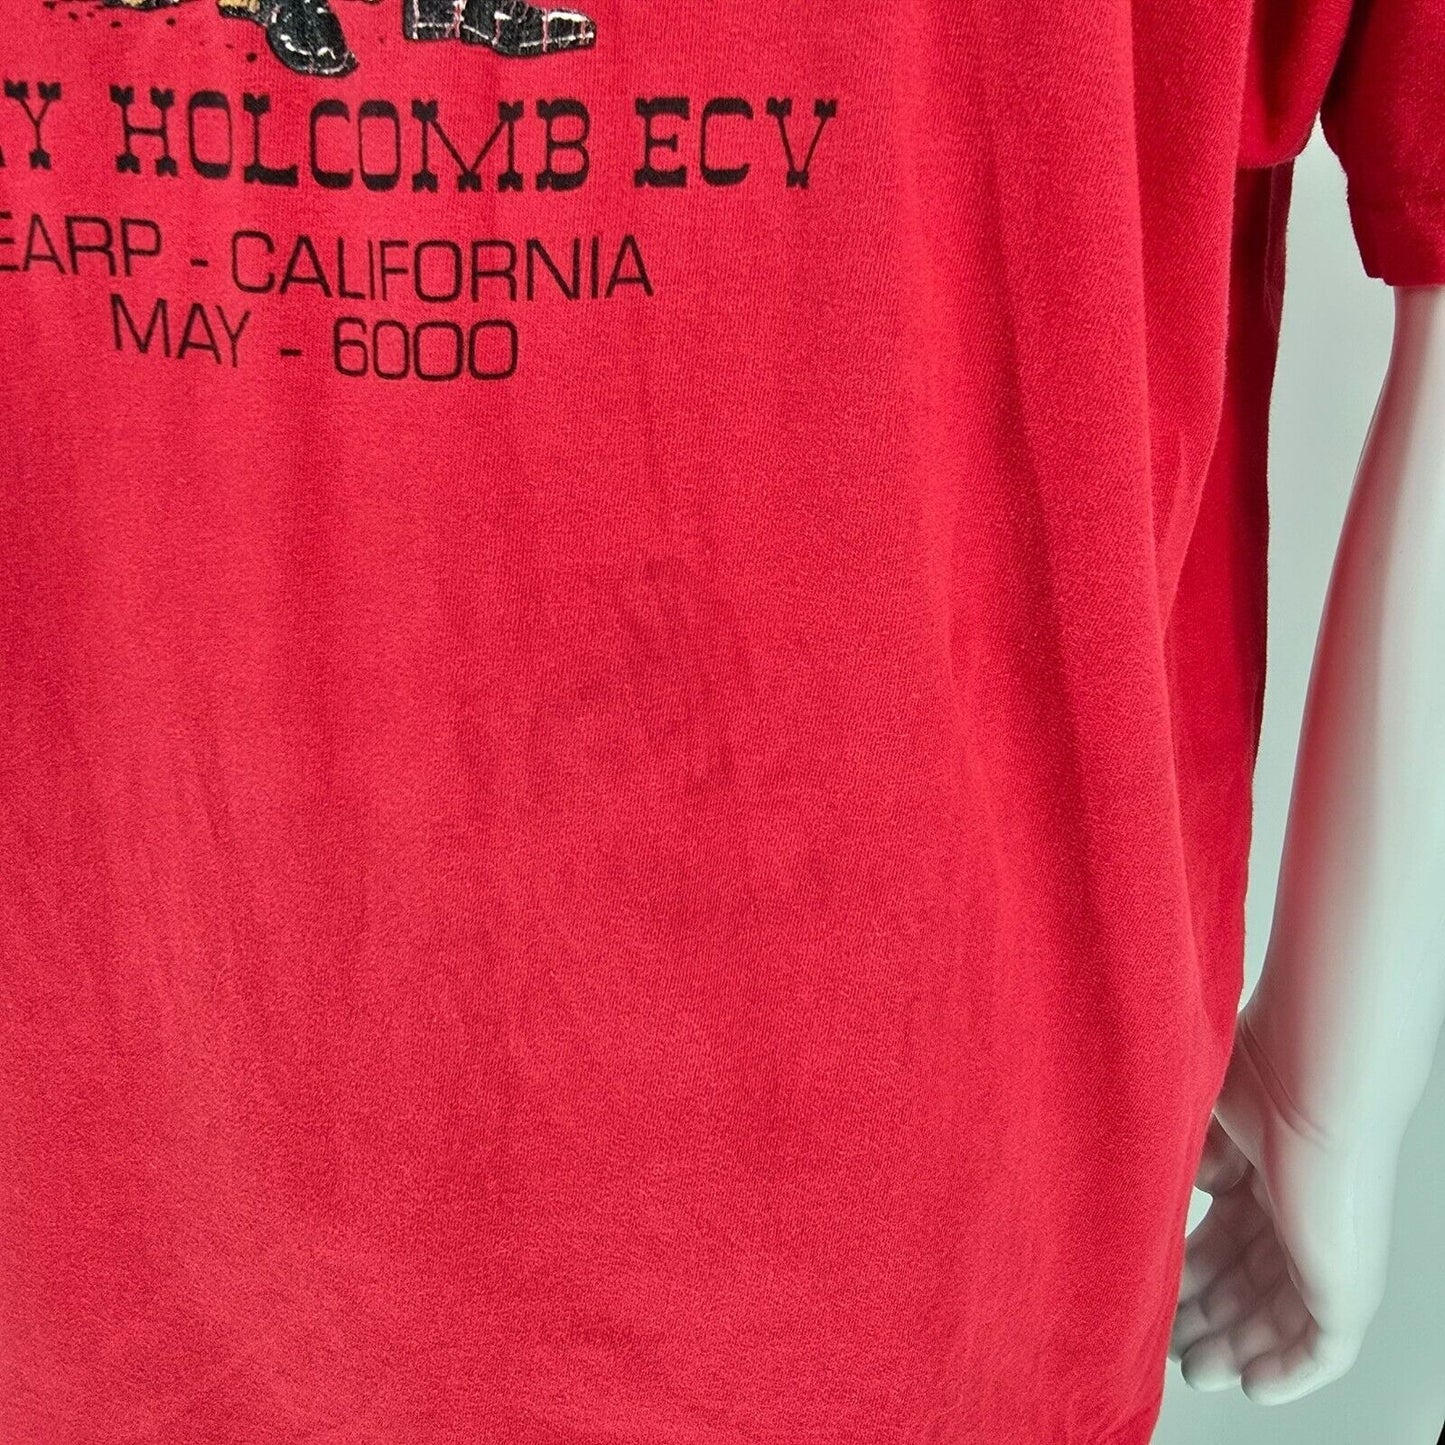 HOLCOMB ECV
EARP - CALIFORNIA
MAY - 6000